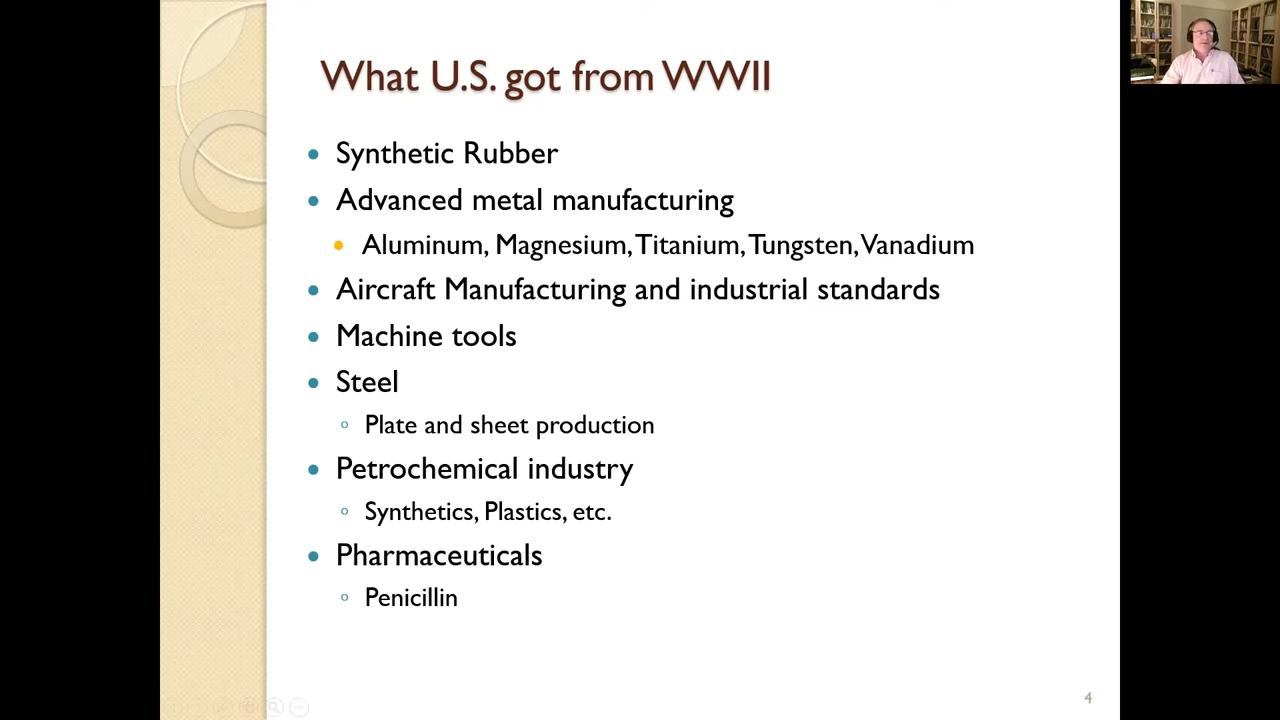 What U.S. got from WWII
Synthetic Rubber
Advanced metal manufacturing
Aluminum, Magnesium, Titanium, Tungsten, Vanadium
Aircraft Manufacturing and industrial standards
Machine tools
Steel
Plate and sheet production
Petrochemical industry
Synthetics, Plastics, etc.
Pharmaceuticals
Penicillin
4